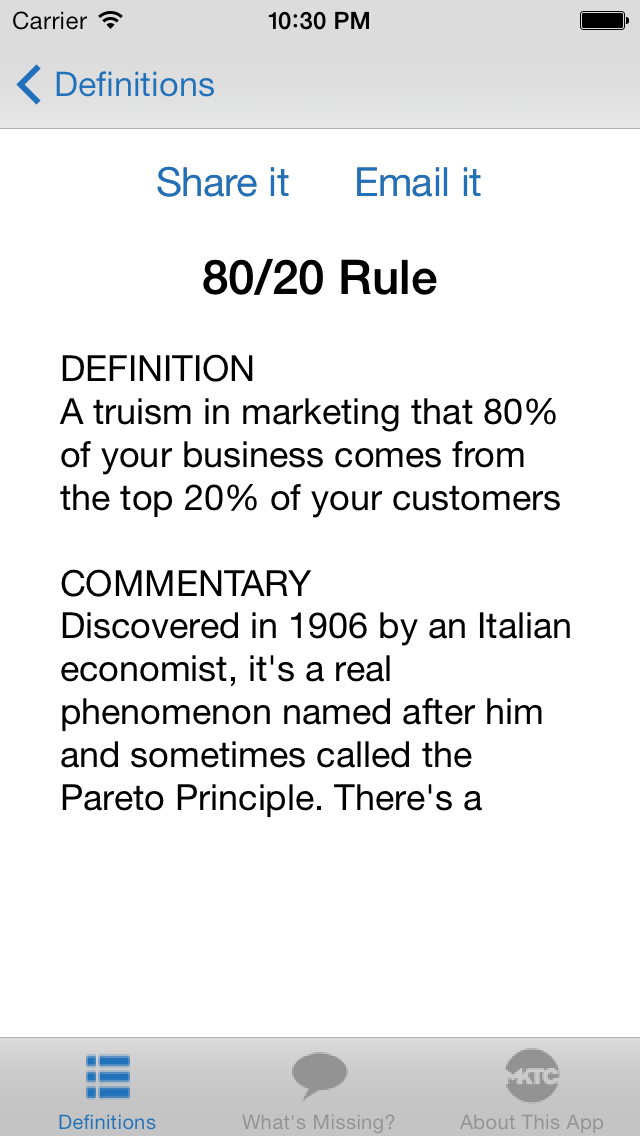 Carrier 10:30 PM
Definitions
Share it Email it
80/20 Rule
DEFINITION
A truism in marketing that 80%
of your business comes from
the top 20% of your customers
COMMENTARY
Discovered in 1906 by an Italian
economist, it's a real
phenomenon named after him
and sometimes called the
Pareto Principle. There's a
MKTC
Definitions What's Missing? About This App